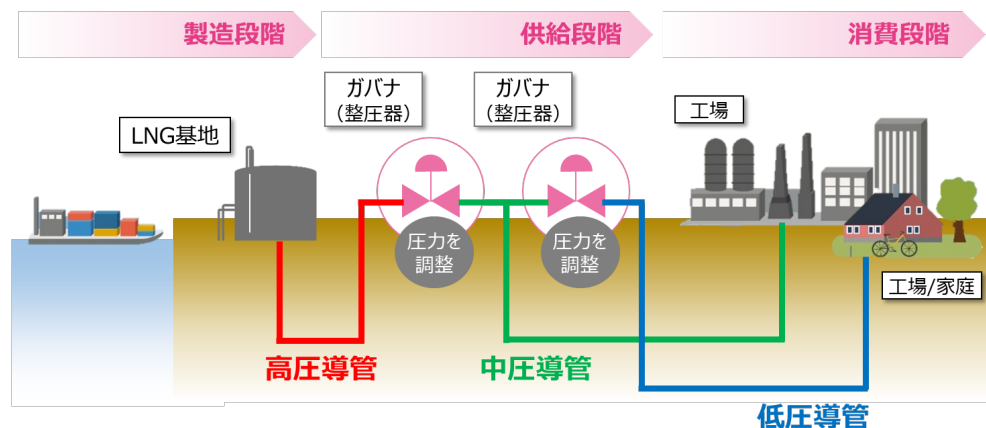 製造段階
供給段階
消費段階
ガバナ
（整圧器）
ガバナ
（整圧器）
工場
LNG基地
圧力を
調整
圧力を
調整
工場/家庭
高圧導管
中圧導管
低圧導管